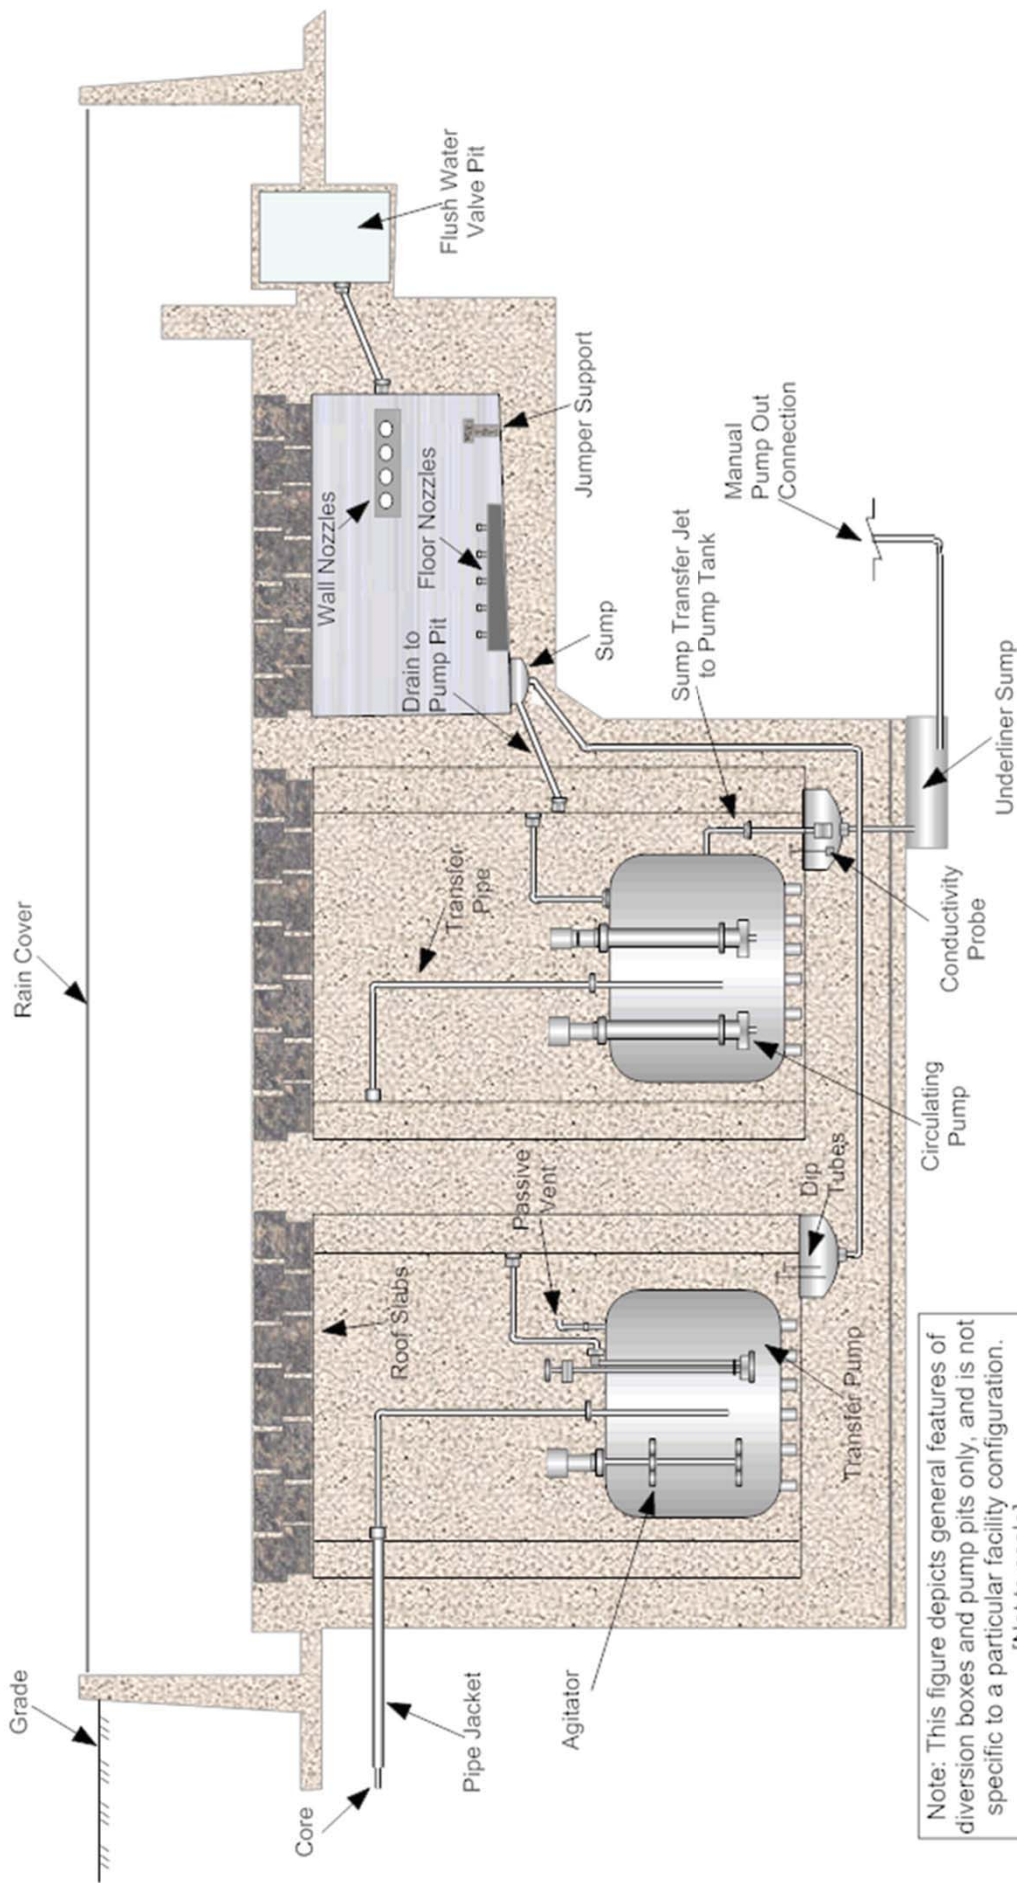 Grade
Rain Cover
Core
Pipe Jacket
Agitator
Roof Slabs
Passive
Vent
Transfer Pump
Dip
Tubes
Transfer
Pipe
Circulating
Pump
Conductivity
Probe
Drain to
Pump Pit
Wall Nozzles
Floor Nozzles
Sump
Sump Transfer Jet
to Pump Tank
Underliner Sump
Jumper Support
Manual
Pump Out
Connection
Flush Water
Valve Pit
Note: This figure depicts general features of
diversion boxes and pump pits only, and is not
specific to a particular facility configuration.